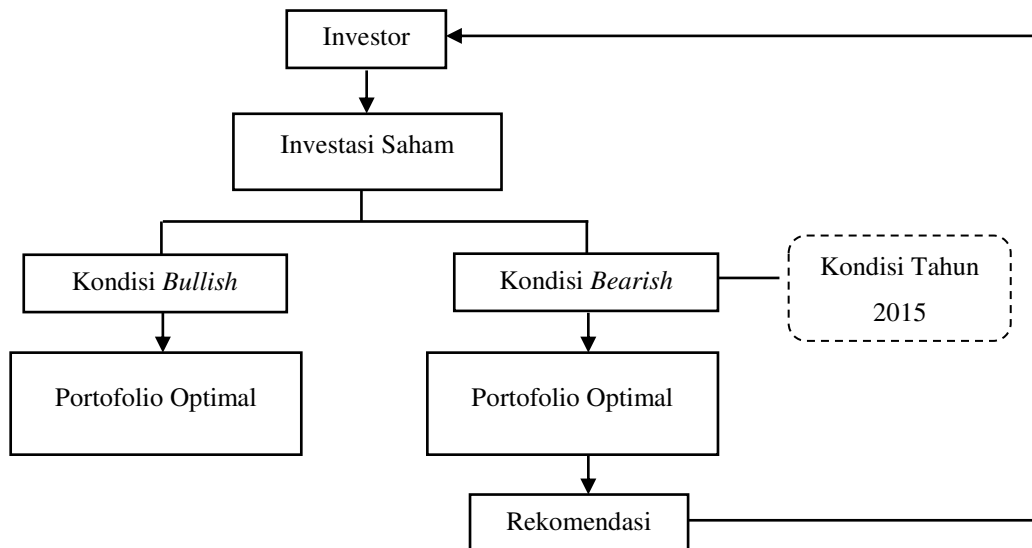 Investor
Investasi Saham
Kondisi Bullish
Kondisi Bearish
Kondisi Tahun
2015
Portofolio Optimal
Portofolio Optimal
Rekomendasi